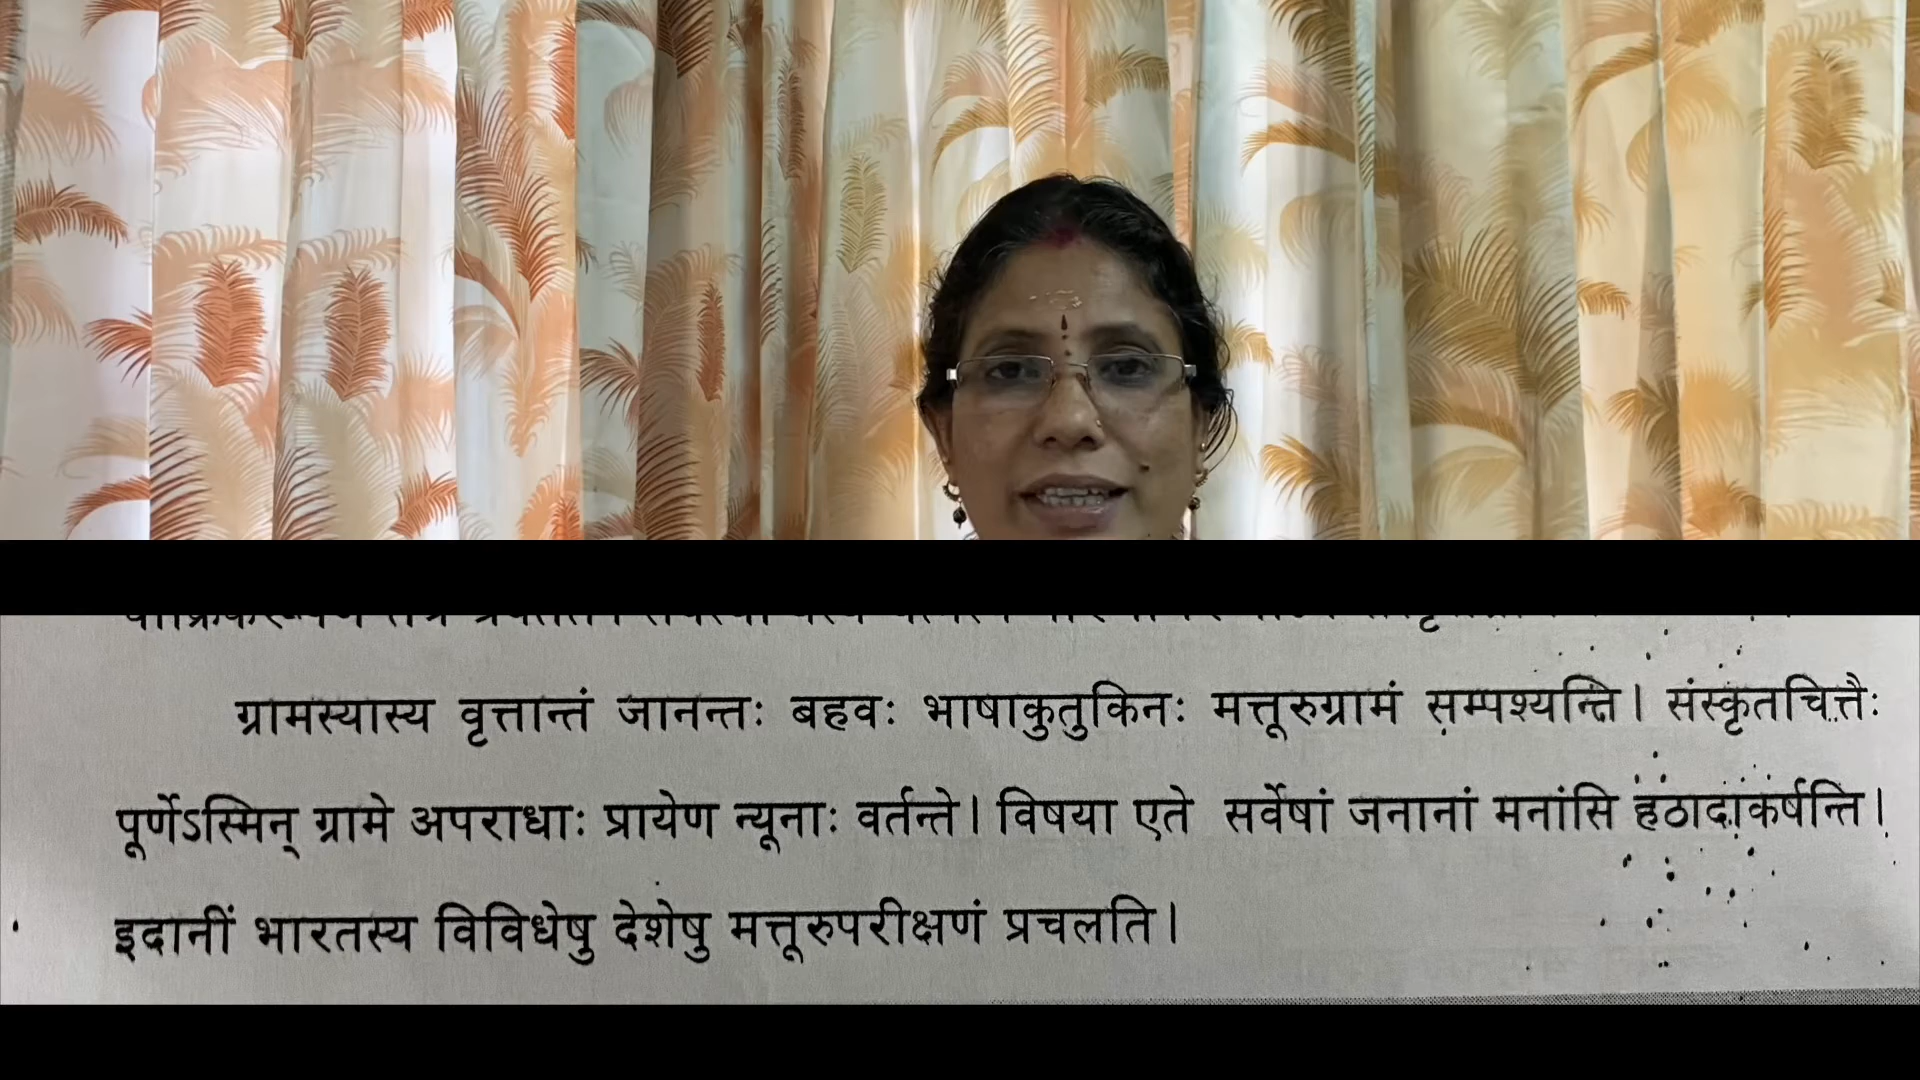 ग्रामस्यास्य वृत्तान्तं जानन्तः बहवः भाषाकुतुकिनः मत्तूरुग्रामं सम्पश्यन्ति। संस्कृतचित्तैः
पूर्णेऽस्मिन् ग्रामे अपराधाः प्रायेण न्यूनाः वर्तन्ते। विषया एते सर्वेषां जनानां मनांसि हठादाकर्षन्ति।
इदानीं भारतस्य विविधेषु देशेषु मत्तूरुपरीक्षणं प्रचलति।